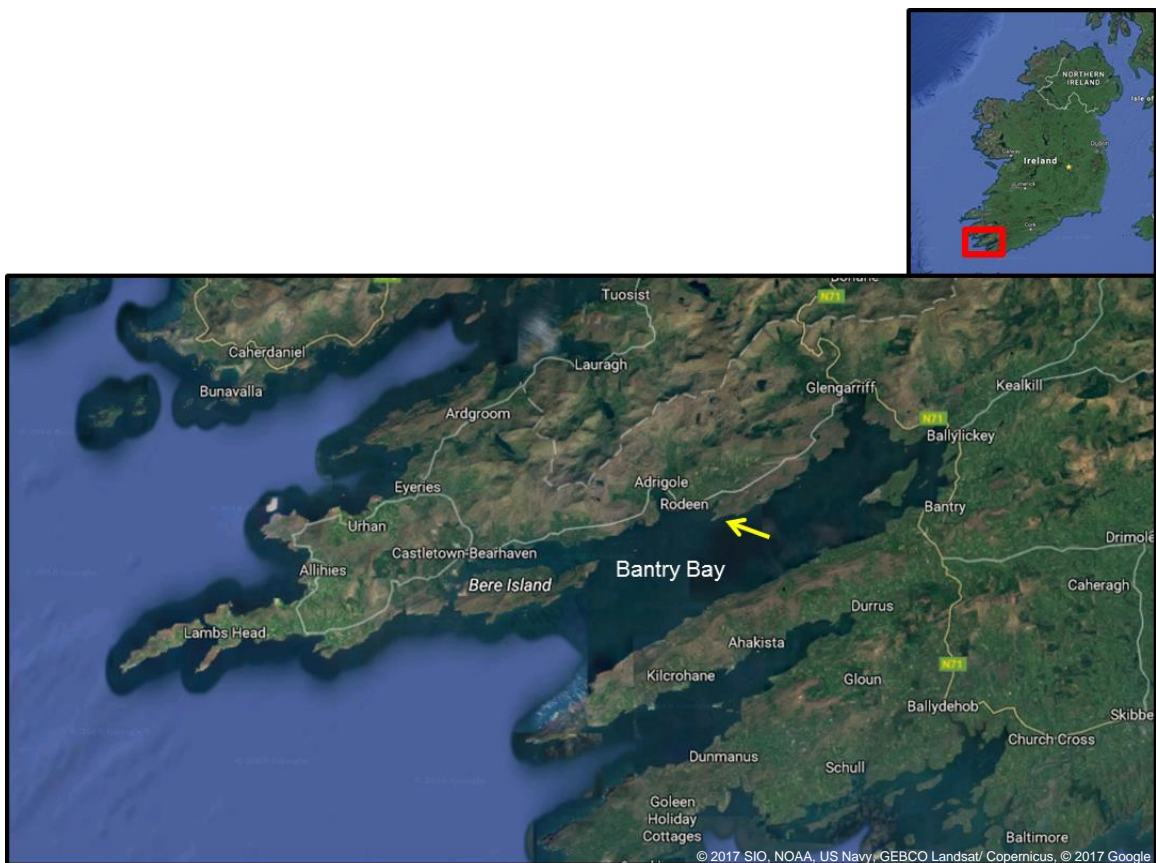 NORTHERN
IRELAND
Isle of
Galway
Dublin
Ireland
Limerick
Cork
Tuosist
N71
Caherdaniel
Lauragh
Bunavalla
Glengarriff
Kealkill
Ardgroom
N71
Ballylickey
Eyeries
Adrigole
Rodeen
Bantry
Urhan
Castletown-Bearhaven
Drimole
Allihies
Bantry Bay
Bere Island
Caheragh
Durrus
Lambs Head
Ahakista
Kilcrohane
Gloun
N71
Ballydehob
Skibbe
Church Cross
Dunmanus
Schull
Goleen
Holiday
Cottages
Baltimore
© 2017 SIO, NOAA, US Navy, GEBCO Landsat/ Copernicus, © 2017 Google